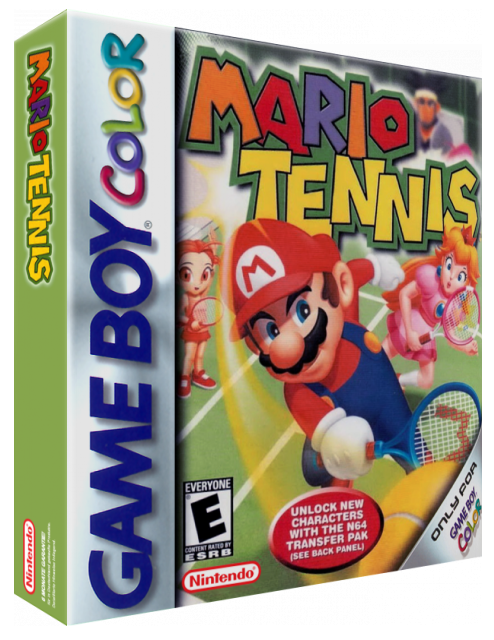 MARIO TENNIS
Nintendo
GAME BOY COLOR
®
MARIO
TENNIS
M
EVERYONE
E
CONTENT RATED BY
ESRB
Nintendo®
UNLOCK NEW
CHARACTERS
WITH THE N64
TRANSFER PAK
(SEE BACK PANEL)
ONLY FOR
GAME BOY
COLOR